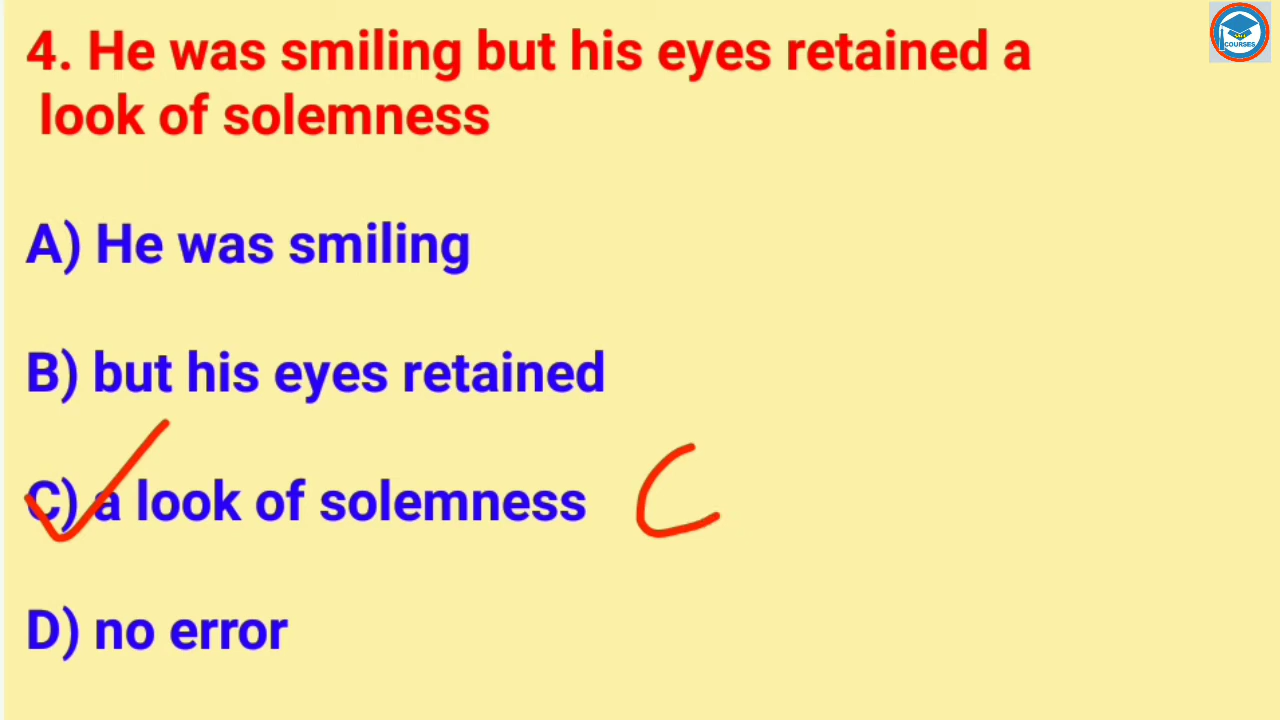 4. He was smiling but his eyes retained a
look of solemness
A) He was smiling
B) but his eyes retained
C) a look of solemness C
D) no error
COURSES